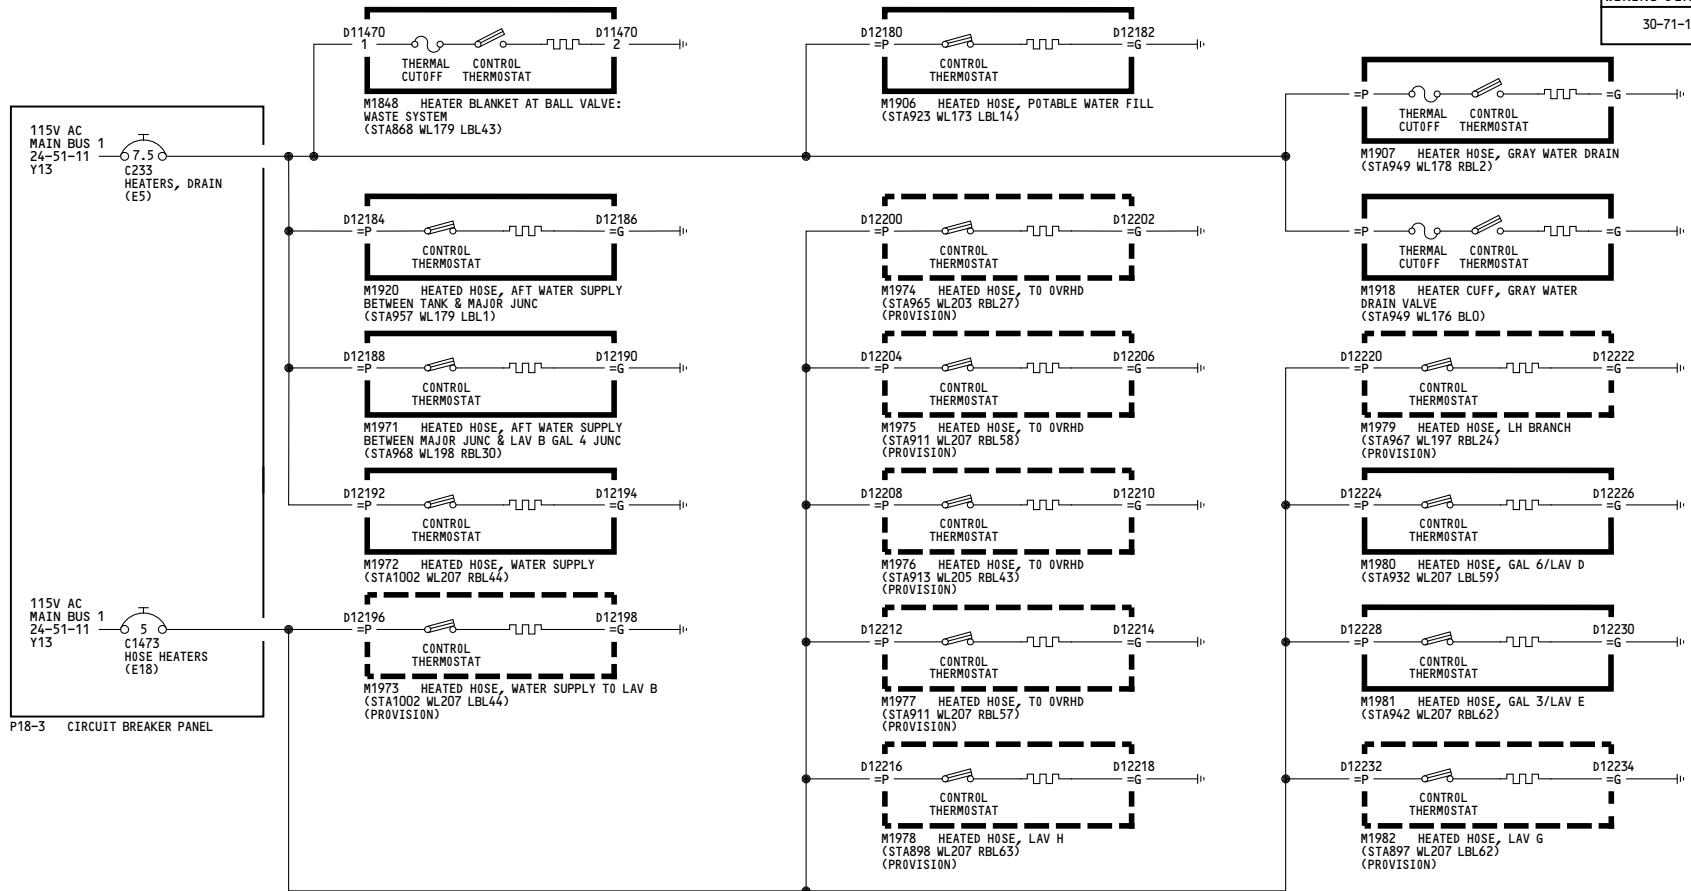 30-71-1
115V AC
MAIN BUS 1
24-51-11
Y13
7.5
C233
HEATERS, DRAIN
(E5)
115V AC
MAIN BUS 1
24-51-11
Y13
5
C1473
HOSE HEATERS
(E18)
P18-3 CIRCUIT BREAKER PANEL
D11470 D11470
1 2
THERMAL CONTROL
CUTOFF THERMOSTAT
M1848 HEATER BLANKET AT BALL VALVE:
WASTE SYSTEM
(STA868 WL179 LBL43)
D12184 D12186
=P =G
CONTROL
THERMOSTAT
M1920 HEATED HOSE, AFT WATER SUPPLY
BETWEEN TANK & MAJOR JUNC
(STA957 WL179 LBL1)
D12188 D12190
=P =G
CONTROL
THERMOSTAT
M1971 HEATED HOSE, AFT WATER SUPPLY
BETWEEN MAJOR JUNC & LAV B GAL 4 JUNC
(STA968 WL198 RBL30)
D12192 D12194
=P =G
CONTROL
THERMOSTAT
M1972 HEATED HOSE, WATER SUPPLY
(STA1002 WL207 RBL44)
D12196 D12198
=P =G
CONTROL
THERMOSTAT
M1973 HEATED HOSE, WATER SUPPLY TO LAV B
(STA1002 WL207 LBL44)
(PROVISION)
D12180 D12182
=P =G
CONTROL
THERMOSTAT
M1906 HEATED HOSE, POTABLE WATER FILL
(STA923 WL173 LBL14)
D12200 D12202
=P =G
CONTROL
THERMOSTAT
M1974 HEATED HOSE, TO OVRHD
(STA965 WL203 RBL27)
(PROVISION)
D12204 D12206
=P =G
CONTROL
THERMOSTAT
M1975 HEATED HOSE, TO OVRHD
(STA911 WL207 RBL58)
(PROVISION)
D12208 D12210
=P =G
CONTROL
THERMOSTAT
M1976 HEATED HOSE, TO OVRHD
(STA913 WL205 RBL43)
(PROVISION)
D12212 D12214
=P =G
CONTROL
THERMOSTAT
M1977 HEATED HOSE, TO OVRHD
(STA911 WL207 RBL57)
(PROVISION)
D12216 D12218
=P =G
CONTROL
THERMOSTAT
M1978 HEATED HOSE, LAV H
(STA898 WL207 RBL63)
(PROVISION)
=P =G
THERMAL CONTROL
CUTOFF THERMOSTAT
M1907 HEATER HOSE, GRAY WATER DRAIN
(STA949 WL178 RBL2)
=P =G
THERMAL CONTROL
CUTOFF THERMOSTAT
M1918 HEATER CUFF, GRAY WATER
DRAIN VALVE
(STA949 WL176 BL0)
D12220 D12222
=P =G
CONTROL
THERMOSTAT
M1979 HEATED HOSE, LH BRANCH
(STA967 WL197 RBL24)
(PROVISION)
D12224 D12226
=P =G
CONTROL
THERMOSTAT
M1980 HEATED HOSE, GAL 6/LAV D
(STA932 WL207 LBL59)
D12228 D12230
=P =G
CONTROL
THERMOSTAT
M1981 HEATED HOSE, GAL 3/LAV E
(STA942 WL207 RBL62)
D12232 D12234
=P =G
CONTROL
THERMOSTAT
M1982 HEATED HOSE, LAV G
(STA897 WL207 LBL62)
(PROVISION)